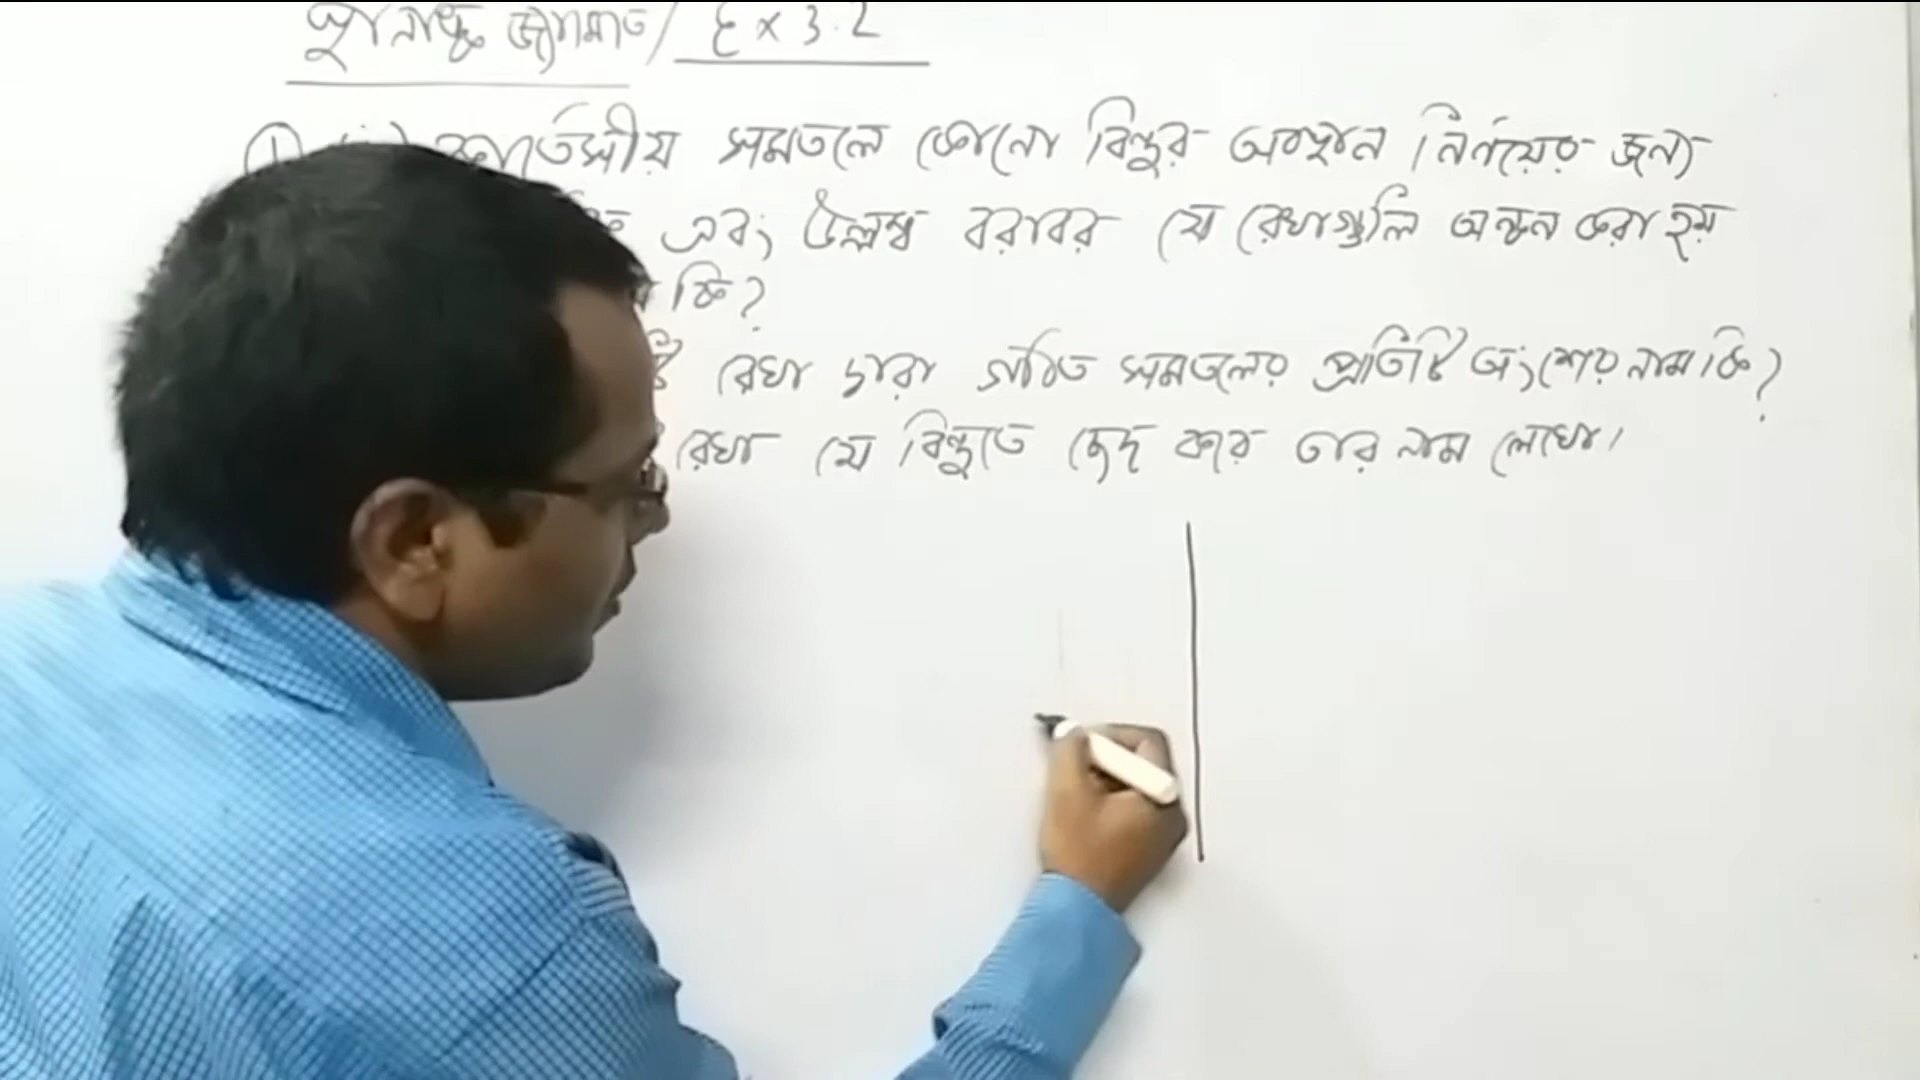 স্থানাঙ্ক জ্যামিতি / Ex 3.2
① কার্তেসীয় সমতলে কোনো বিন্দুর অবস্থান নির্ণয়ের জন্য
এবং উল্লম্ব বরাবর যে রেখাগুলি অঙ্কন করা হয়
কি?
টি রেখা দ্বারা গঠিত সমতলের প্রতিটি অংশের নাম কি?
রেখা যে বিন্দুতে ছেদ করে তার নাম লেখো।